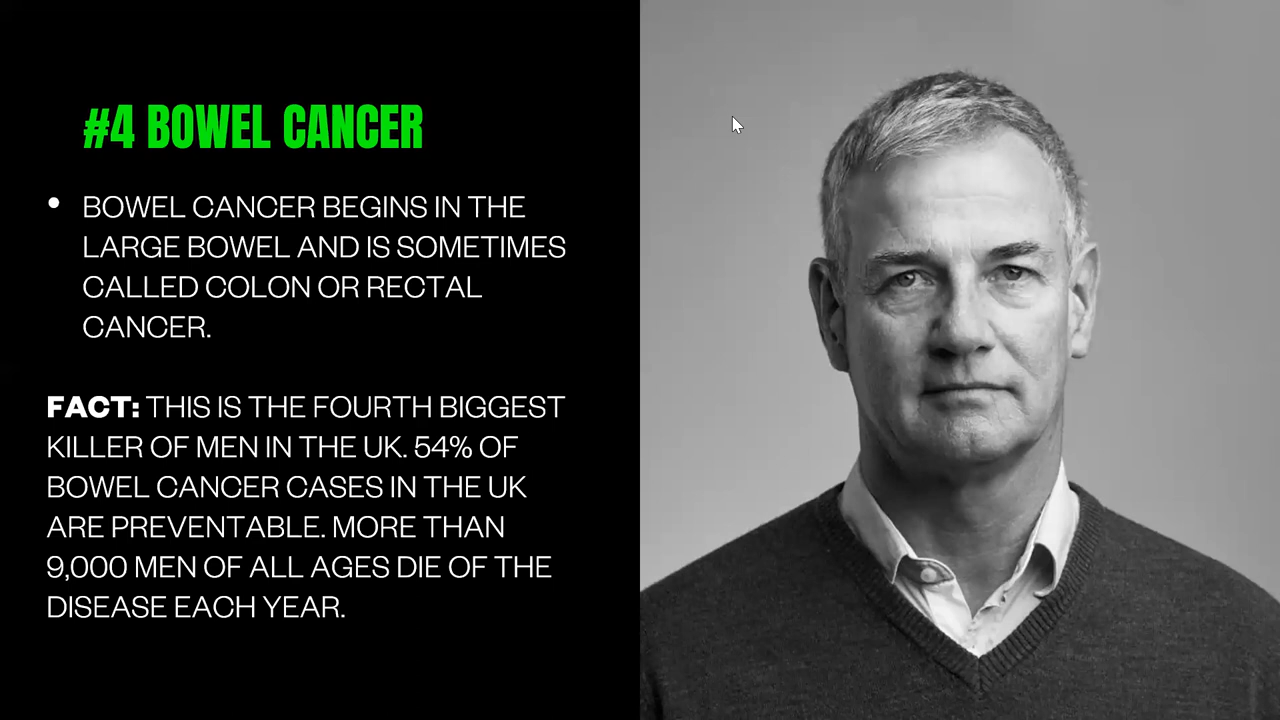 #4 BOWEL CANCER
• BOWEL CANCER BEGINS IN THE
LARGE BOWEL AND IS SOMETIMES
CALLED COLON OR RECTAL
CANCER.
FACT: THIS IS THE FOURTH BIGGEST
KILLER OF MEN IN THE UK. 54% OF
BOWEL CANCER CASES IN THE UK
ARE PREVENTABLE. MORE THAN
9,000 MEN OF ALL AGES DIE OF THE
DISEASE EACH YEAR.